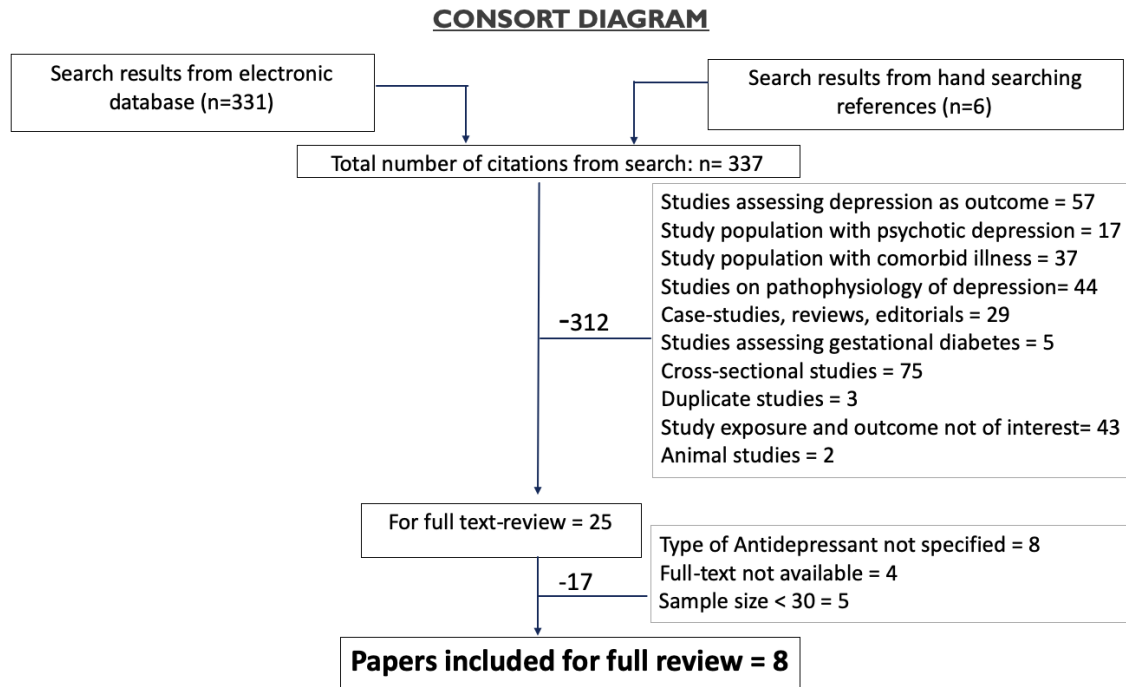 CONSORT DIAGRAM
Search results from electronic
database (n=331)
Search results from hand searching
references (n=6)
Total number of citations from search: n= 337
Studies assessing depression as outcome = 57
Study population with psychotic depression = 17
Study population with comorbid illness = 37
Studies on pathophysiology of depression= 44
Case-studies, reviews, editorials = 29
Studies assessing gestational diabetes = 5
Cross-sectional studies = 75
Duplicate studies = 3
Study exposure and outcome not of interest= 43
Animal studies = 2
-312
For full text-review = 25
Type of Antidepressant not specified = 8
Full-text not available = 4
Sample size < 30 = 5
-17
Papers included for full review = 8